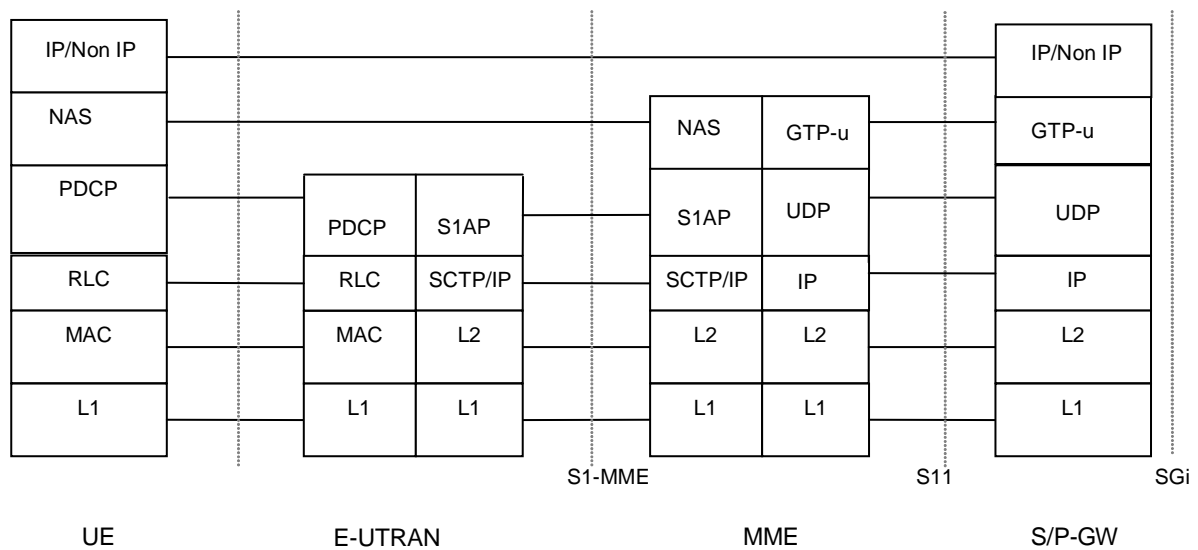 IP/Non IP IP/Non IP
NAS NAS GTP-u GTP-u
PDCP PDCP S1AP S1AP UDP UDP
RLC RLC SCTP/IP SCTP/IP IP IP
MAC MAC L2 L2 L2 L2
L1 L1 L1 L1 L1 L1
S1-MME S11 SGi
UE E-UTRAN MME S/P-GW